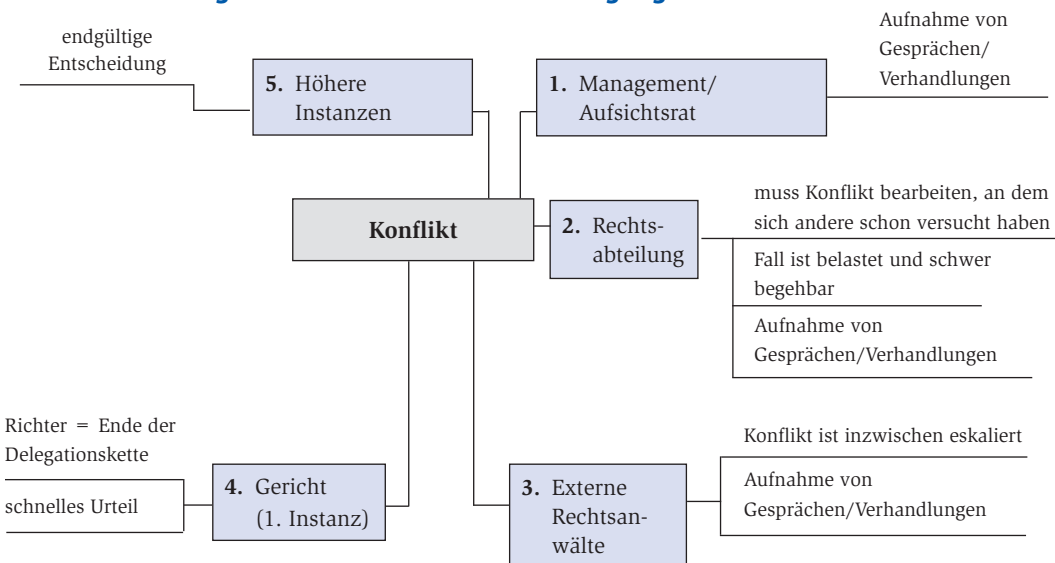 Aufnahme von
Gesprächen/
Verhandlungen
1. Management/
Aufsichtsrat
endgültige
Entscheidung
5. Höhere
Instanzen
Konflikt
2. Rechts-
abteilung
muss Konflikt bearbeiten, an dem
sich andere schon versucht haben
Fall ist belastet und schwer
begehbar
Aufnahme von
Gesprächen/Verhandlungen
3. Externe
Rechtsan-
wälte
Konflikt ist inzwischen eskaliert
Aufnahme von
Gesprächen/Verhandlungen
4. Gericht
(1. Instanz)
Richter = Ende der
Delegationskette
schnelles Urteil